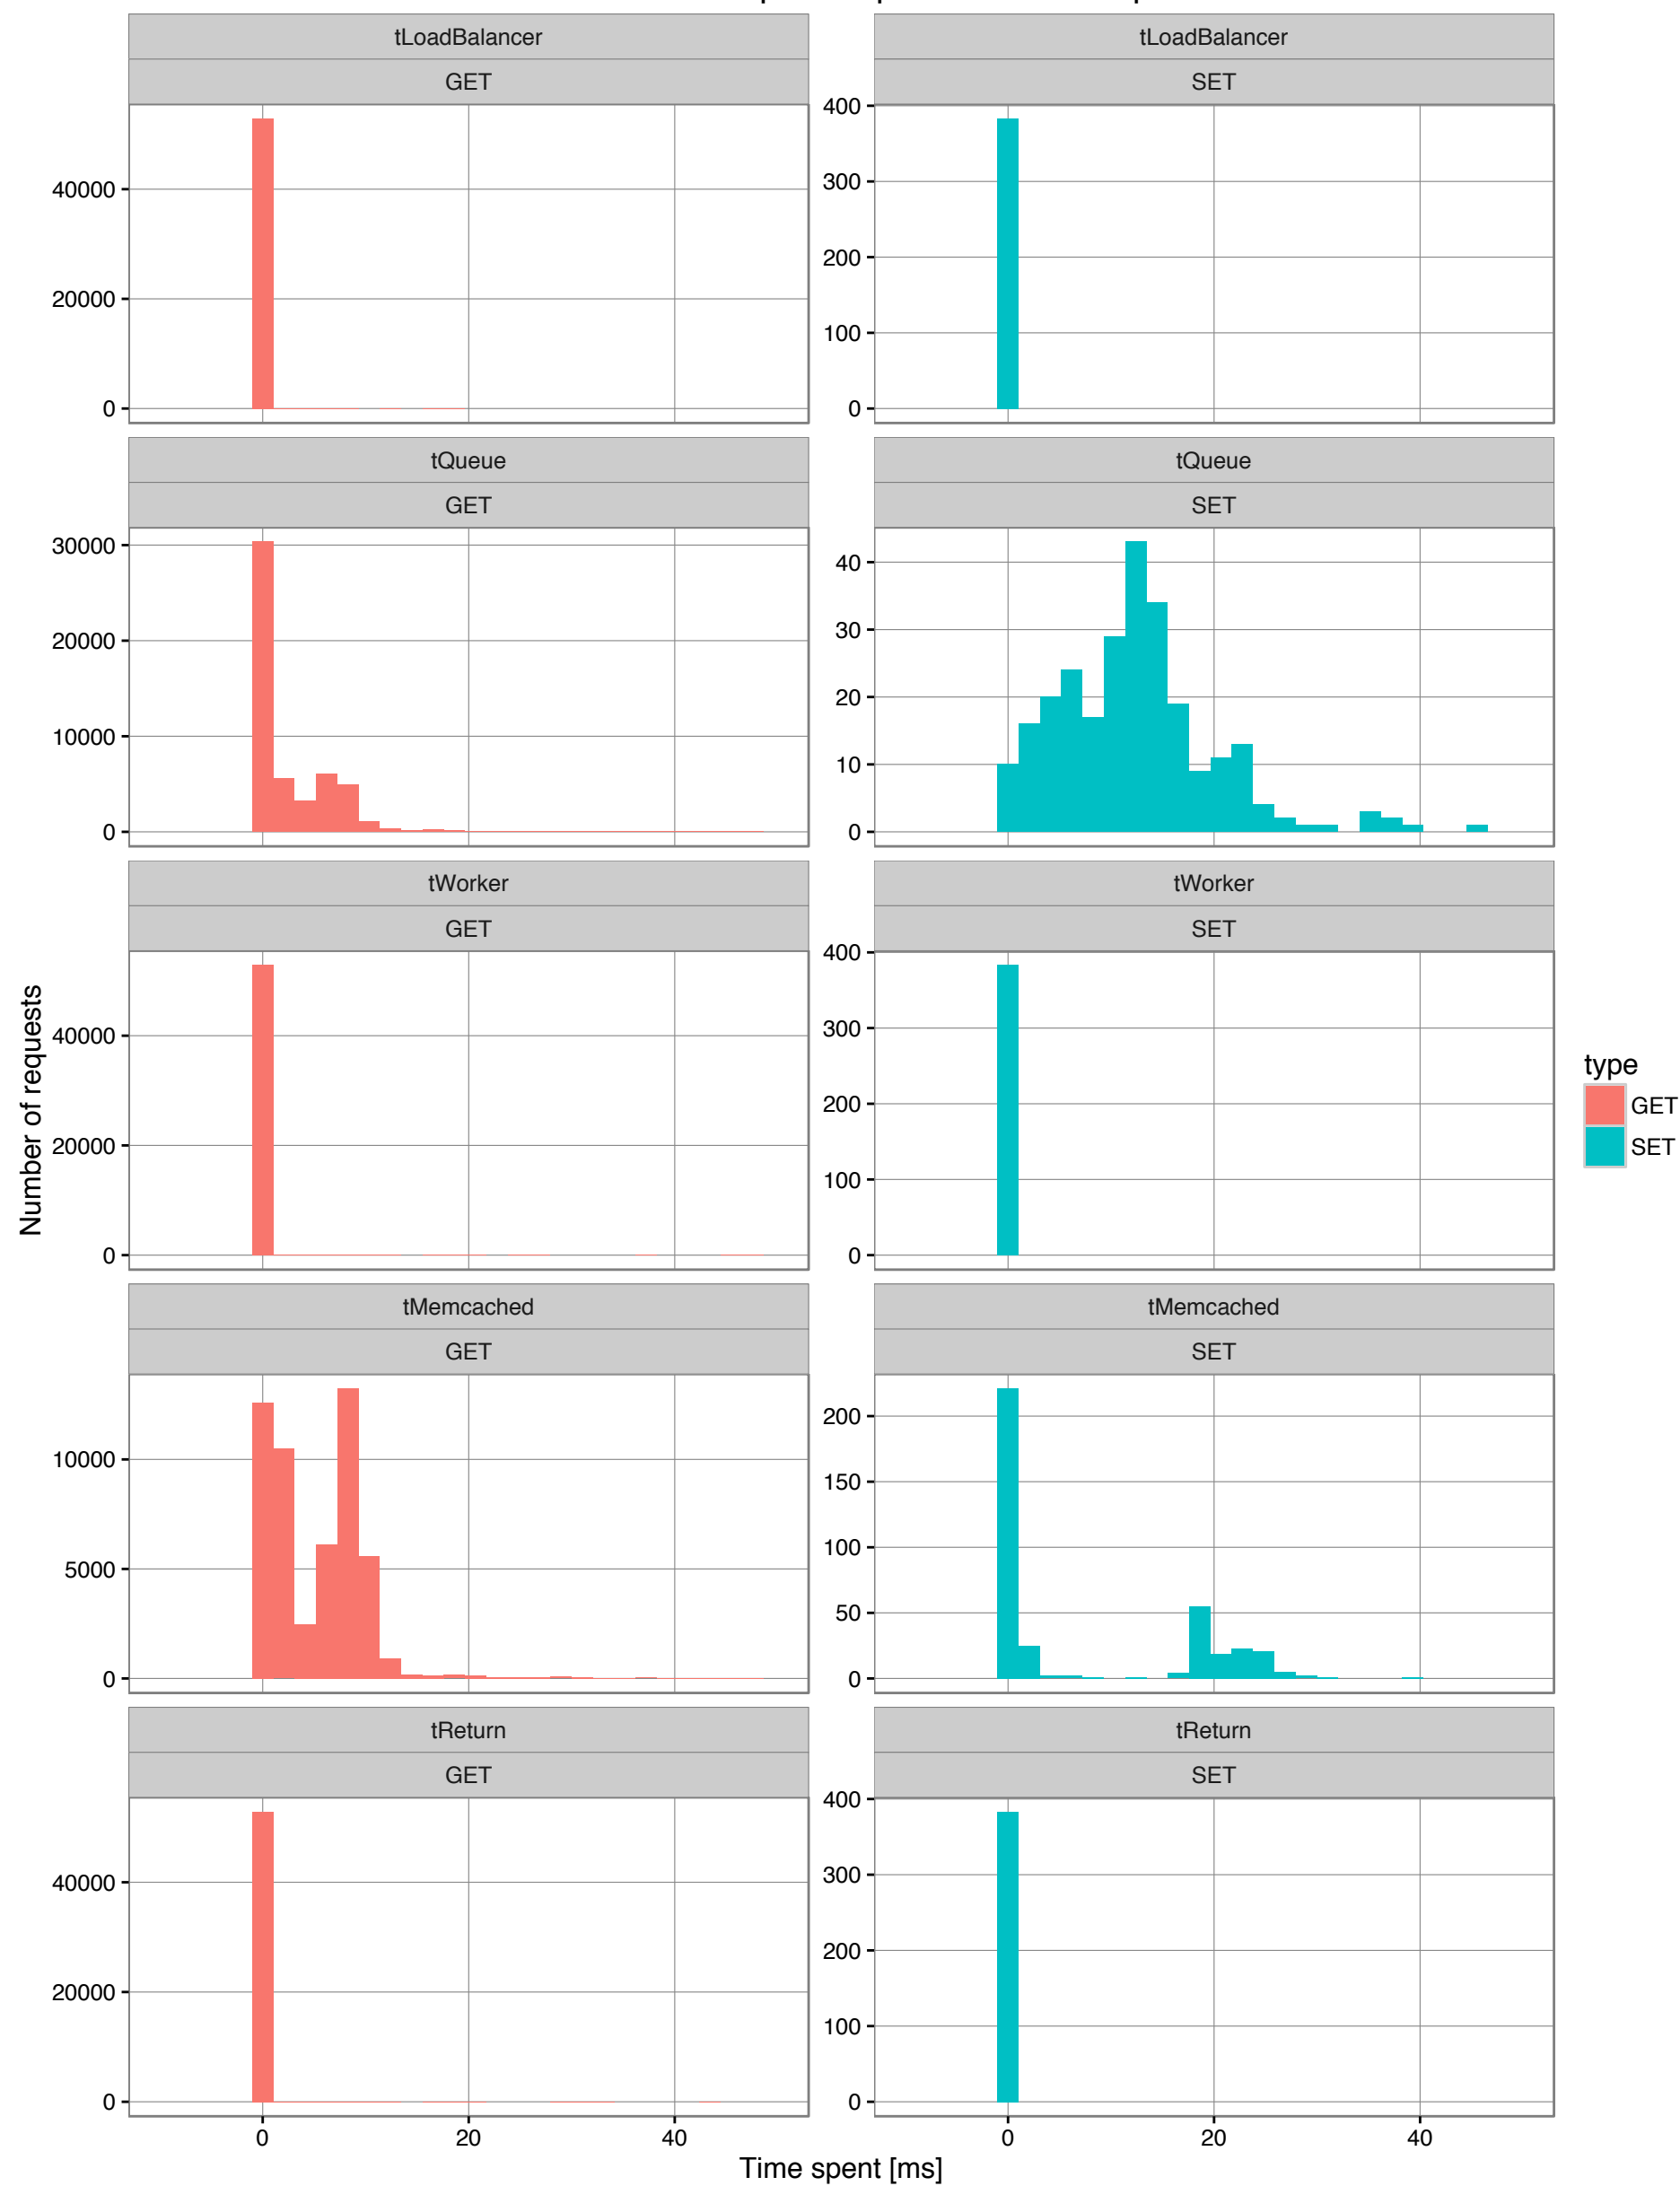 tLoadBalancer
GET
40000
20000
0
tLoadBalancer
SET
400
300
200
100
0
tQueue
GET
30000
20000
10000
0
tQueue
SET
40
30
20
10
0
tWorker
GET
40000
20000
0
tWorker
SET
400
300
200
100
0
tMemcached
GET
10000
5000
0
tMemcached
SET
200
150
100
50
0
tReturn
GET
40000
20000
0
0 20 40
tReturn
SET
400
300
200
100
0
0 20 40
Time spent [ms]
Number of requests
type
GET
SET